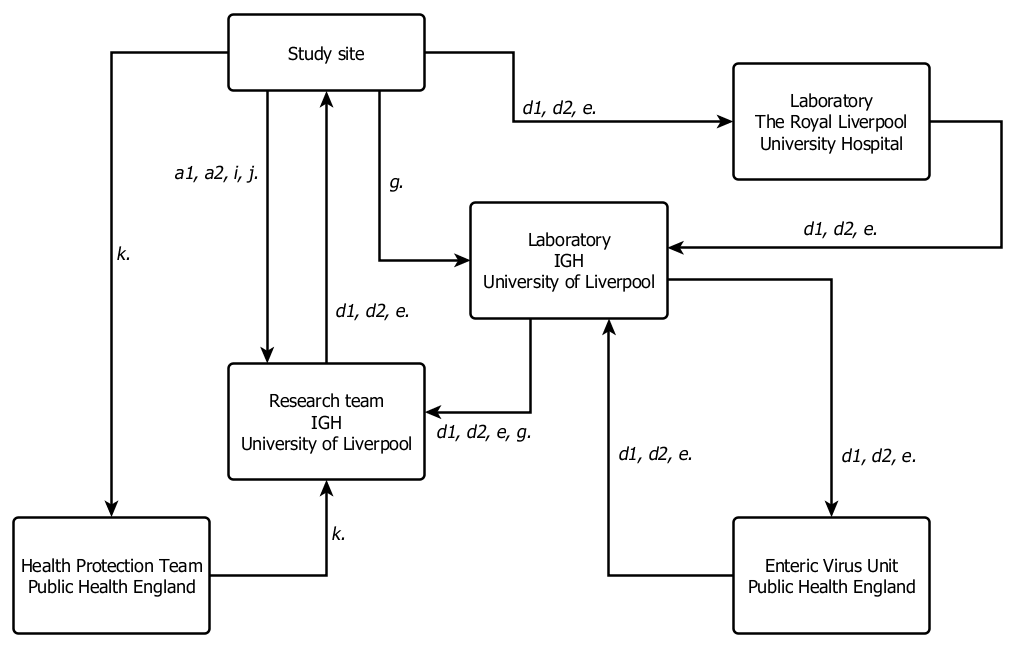 Study site
Laboratory
The Royal Liverpool
University Hospital
d1, d2, e.
a1, a2, i, j.
g.
k.
d1, d2, e.
Laboratory
IGH
University of Liverpool
d1, d2, e.
Research team
IGH
University of Liverpool
d1, d2, e, g.
d1, d2, e.
d1, d2, e.
k.
Health Protection Team
Public Health England
Enteric Virus Unit
Public Health England